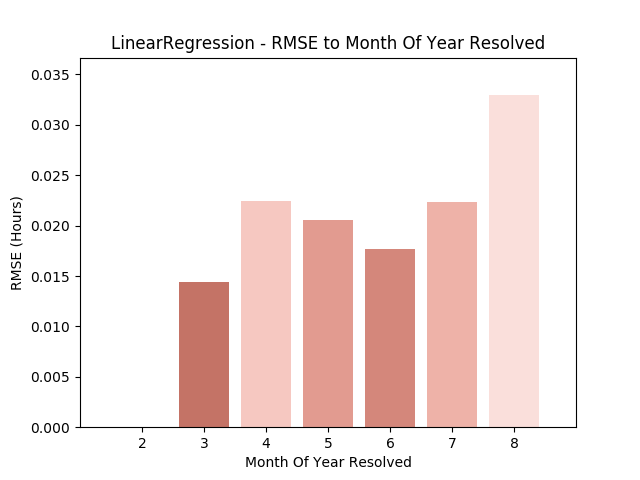 LinearRegression - RMSE to Month Of Year Resolved
0.035
0.030
0.025
0.020
0.015
0.010
0.005
0.000
RMSE (Hours)
2 3 4 5 6 7 8
Month Of Year Resolved